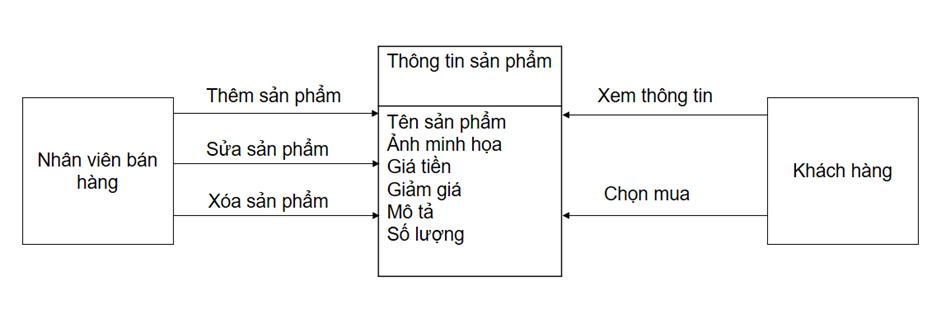 Nhân viên bán
hàng
Thêm sản phẩm
Sửa sản phẩm
Xóa sản phẩm
Thông tin sản phẩm
Tên sản phẩm
Ảnh minh họa
Giá tiền
Giảm giá
Mô tả
Số lượng
Xem thông tin
Chọn mua
Khách hàng